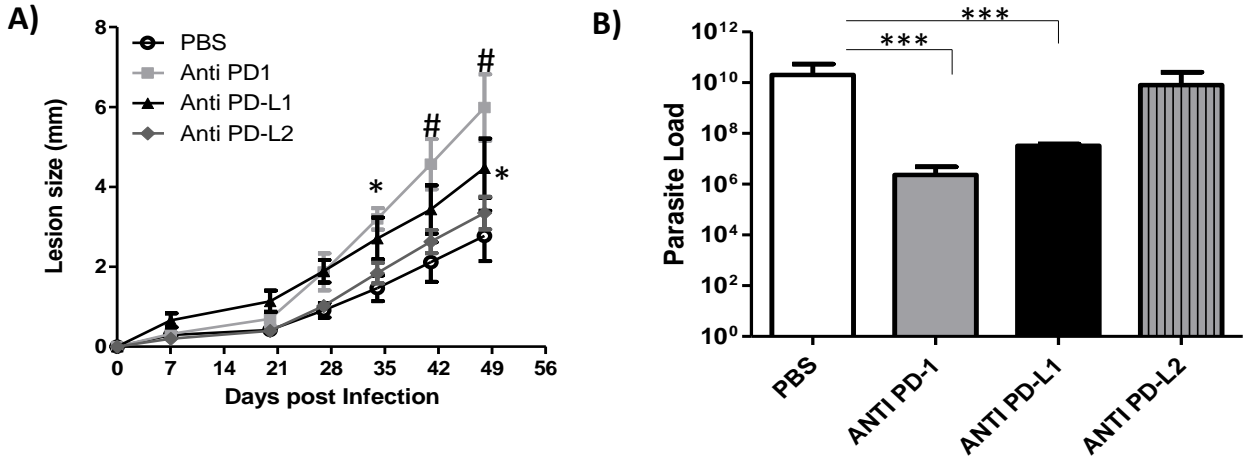 A)
Lesion size (mm)
8
6
4
2
0
PBS
Anti PD1
Anti PD-L1
Anti PD-L2
*
#
#
*
0 7 14 21 28 35 42 49 56
Days post Infection
B)
Parasite Load
10¹²
10¹⁰
10⁸
10⁶
10⁴
10²
10⁰
***
***
PBS
ANTI PD-1
ANTI PD-L1
ANTI PD-L2